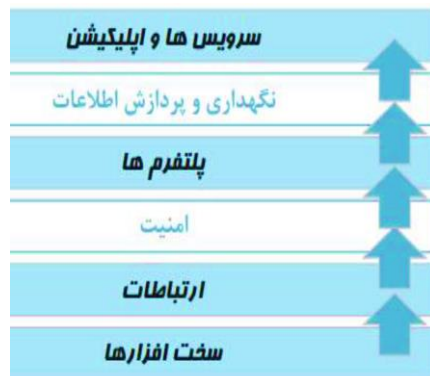 سرویس ها و اپلیکیشن
نگهداری و پردازش اطلاعات
پلتفرم ها
امنیت
ارتباطات
سخت افزارها